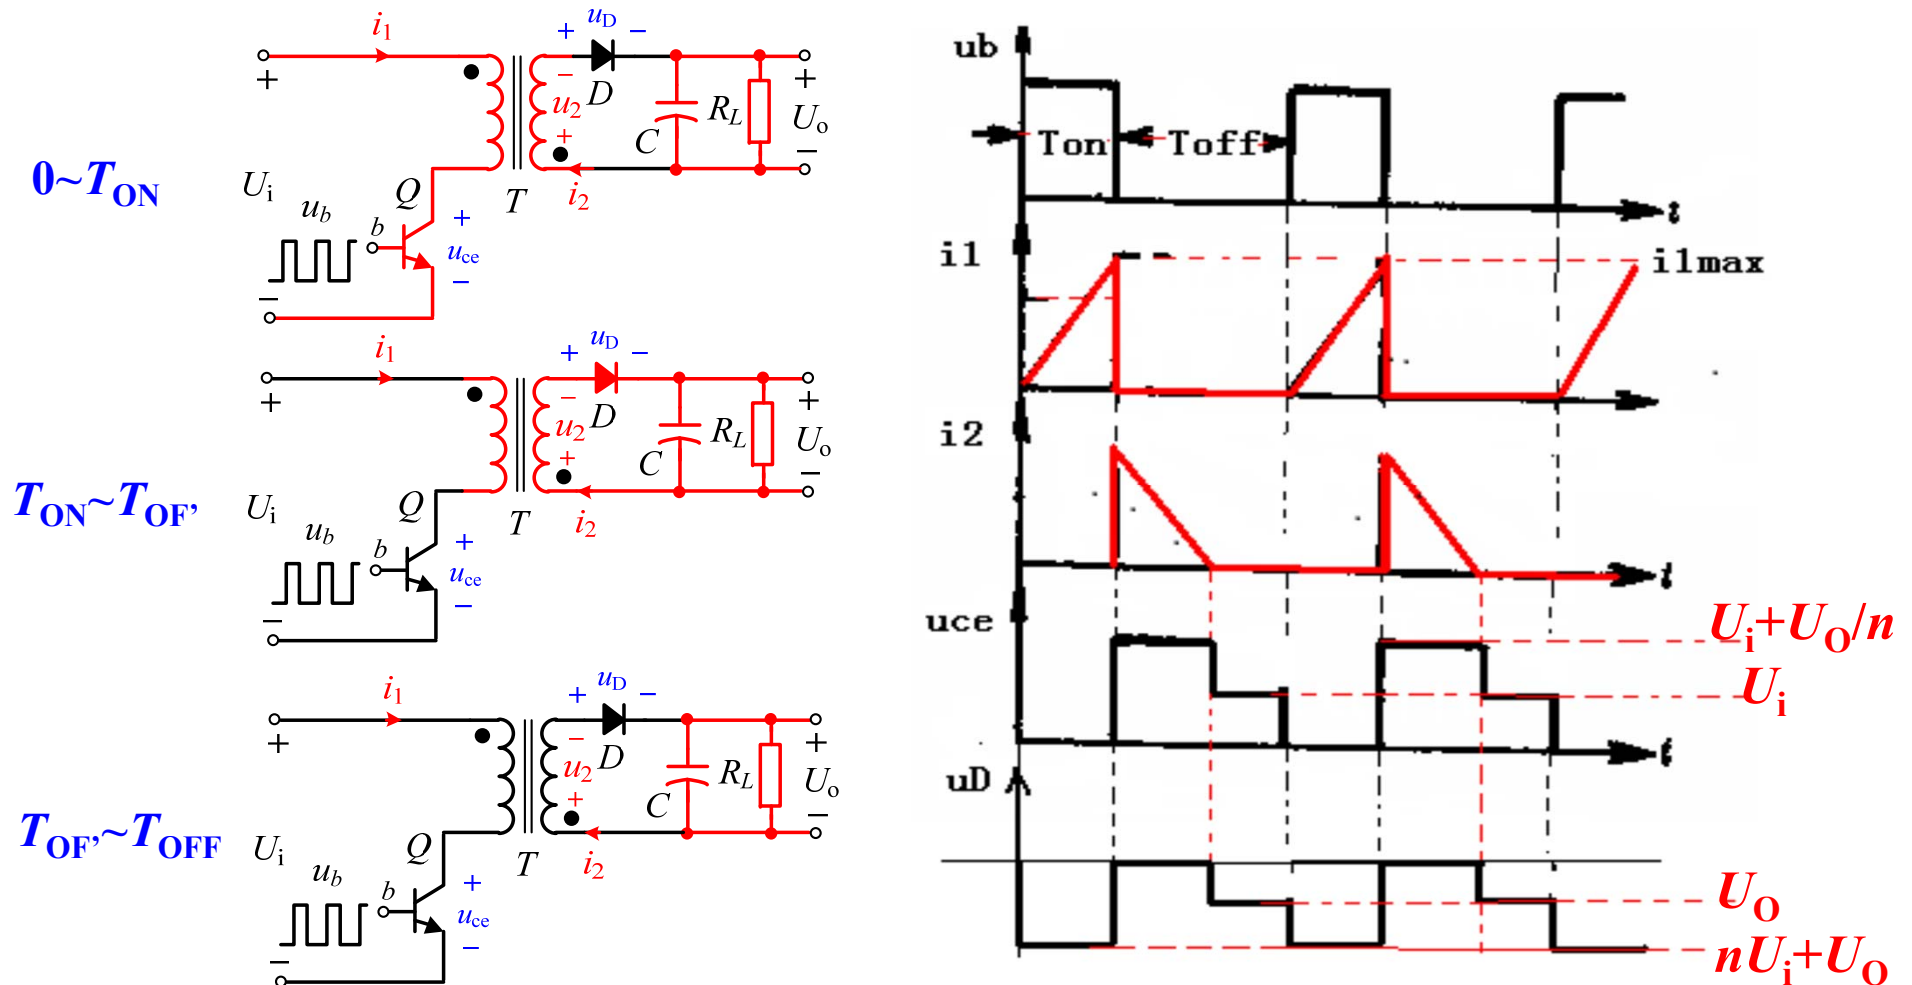 i1
+ uD −
+
−
u2
+
D
C
RL
+
Uo
−
0~TON
Ui
ub
b
Q
+
uce
−
T
i2
−
i1
+ uD −
+
−
u2
+
D
C
RL
+
Uo
−
TON~TOF’
Ui
ub
b
Q
+
uce
−
T
i2
−
i1
+ uD −
+
−
u2
+
D
C
RL
+
Uo
−
TOF’~TOFF
Ui
ub
b
Q
+
uce
−
T
i2
−
ub
Ton Toff
t
i1
i1max
i2
t
uce
Ui+UO/n
Ui
t
uD
UO
nUi+UO